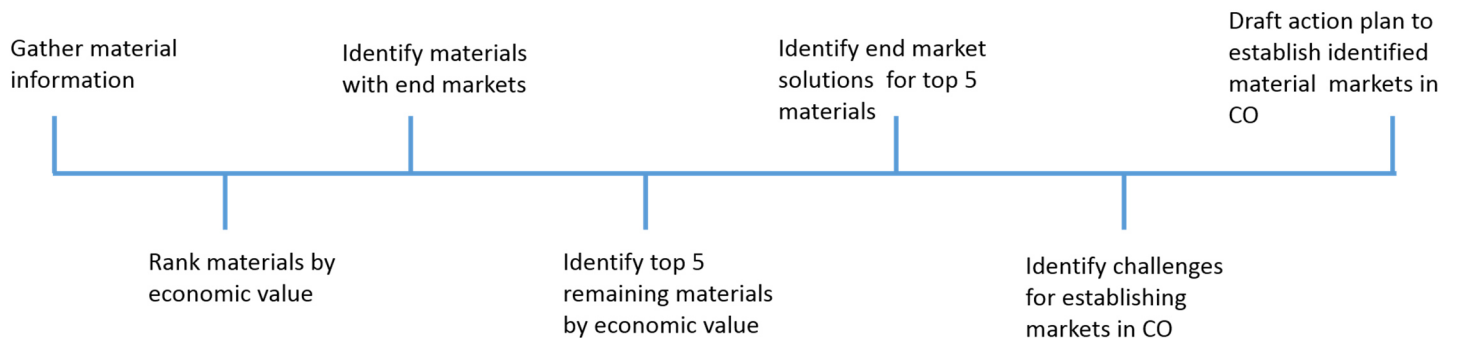 Gather material
information
Rank materials by
economic value
Identify materials
with end markets
Identify top 5
remaining materials
by economic value
Identify end market
solutions  for top 5
materials
Identify challenges
for establishing
markets in CO
Draft action plan to
establish identified
material  markets in
CO